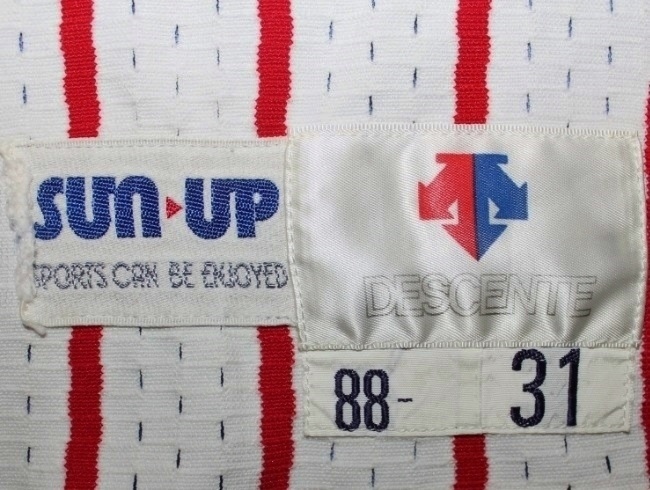 SUN UP
SPORTS CAN BE ENJOYED
DESCENTE
88- 31